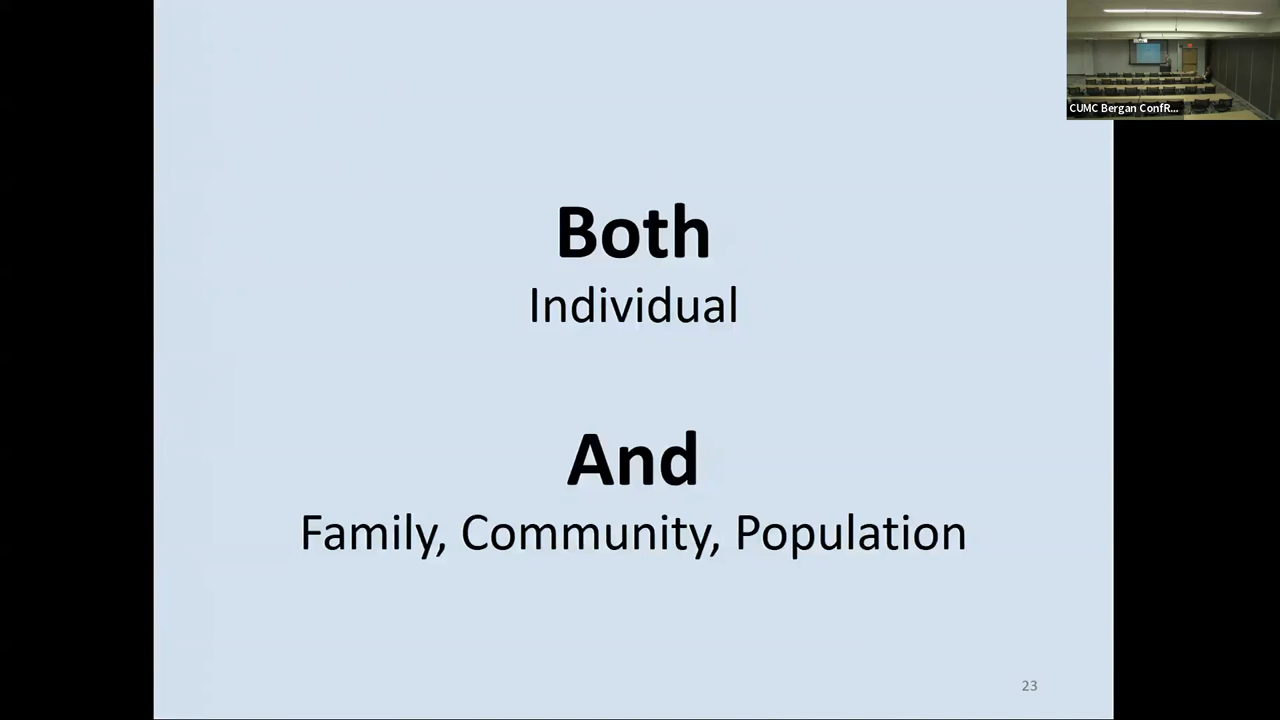 CUMC Bergan ConfR...
Both
Individual
And
Family, Community, Population
23